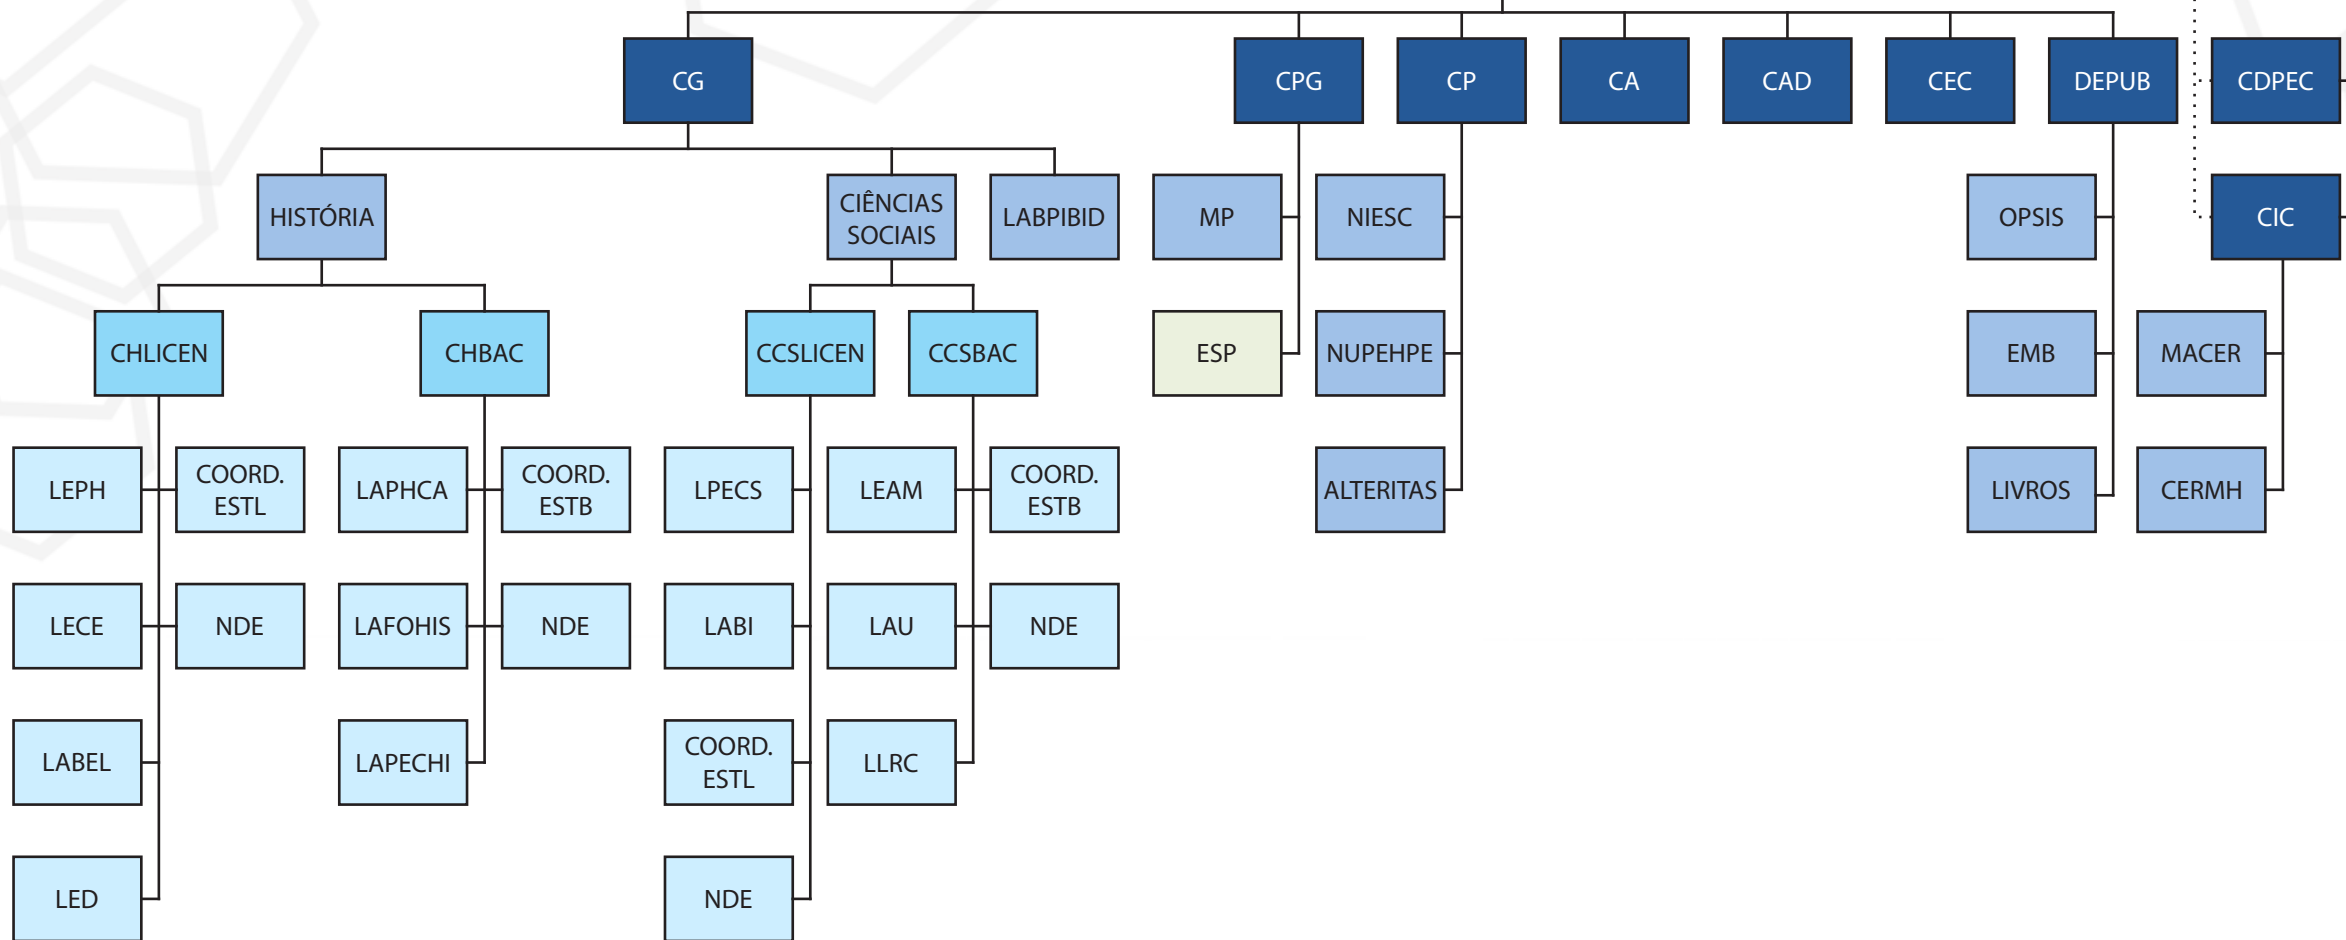 CG
CPG
CP
CA
CAD
CEC
DEPUB
CDPEC
HISTÓRIA
CIÊNCIAS
SOCIAIS
LABPIBID
MP
NIESC
OPSIS
CIC
CHLICEN
CHBAC
CCSLICEN
CCSBAC
ESP
NUPEHPE
EMB
MACER
LEPH
COORD.
ESTL
LAPHCA
COORD.
ESTB
LPECS
LEAM
COORD.
ESTB
ALTERITAS
LIVROS
CERMH
LECE
NDE
LAFOHIS
NDE
LABI
LAU
NDE
LABEL
LAPECHI
COORD.
ESTL
LLRC
LED
NDE